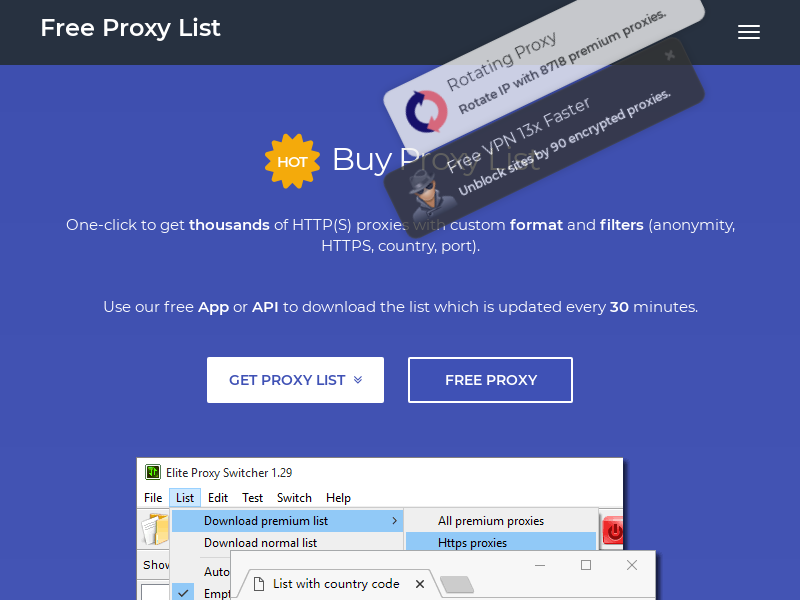 Free Proxy List
Rotating Proxy
Rotate IP with 8718 premium proxies.
Free VPN 13x Faster
Unblock sites by 90 encrypted proxies.
HOT
Buy Proxy List
One-click to get thousands of HTTP(S) proxies with custom format and filters (anonymity,
HTTPS, country, port).
Use our free App or API to download the list which is updated every 30 minutes.
GET PROXY LIST
FREE PROXY
Elite Proxy Switcher 1.29
File List Edit Test Switch Help
Download premium list
All premium proxies
Download normal list
Https proxies
Show
Auto
Empt
List with country code